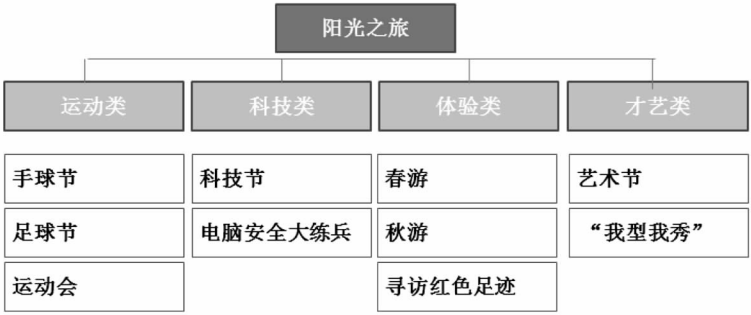 阳光之旅
运动类
科技类
体验类
才艺类
手球节
科技节
春游
艺术节
足球节
电脑安全大练兵
秋游
“我型我秀”
运动会
寻访红色足迹